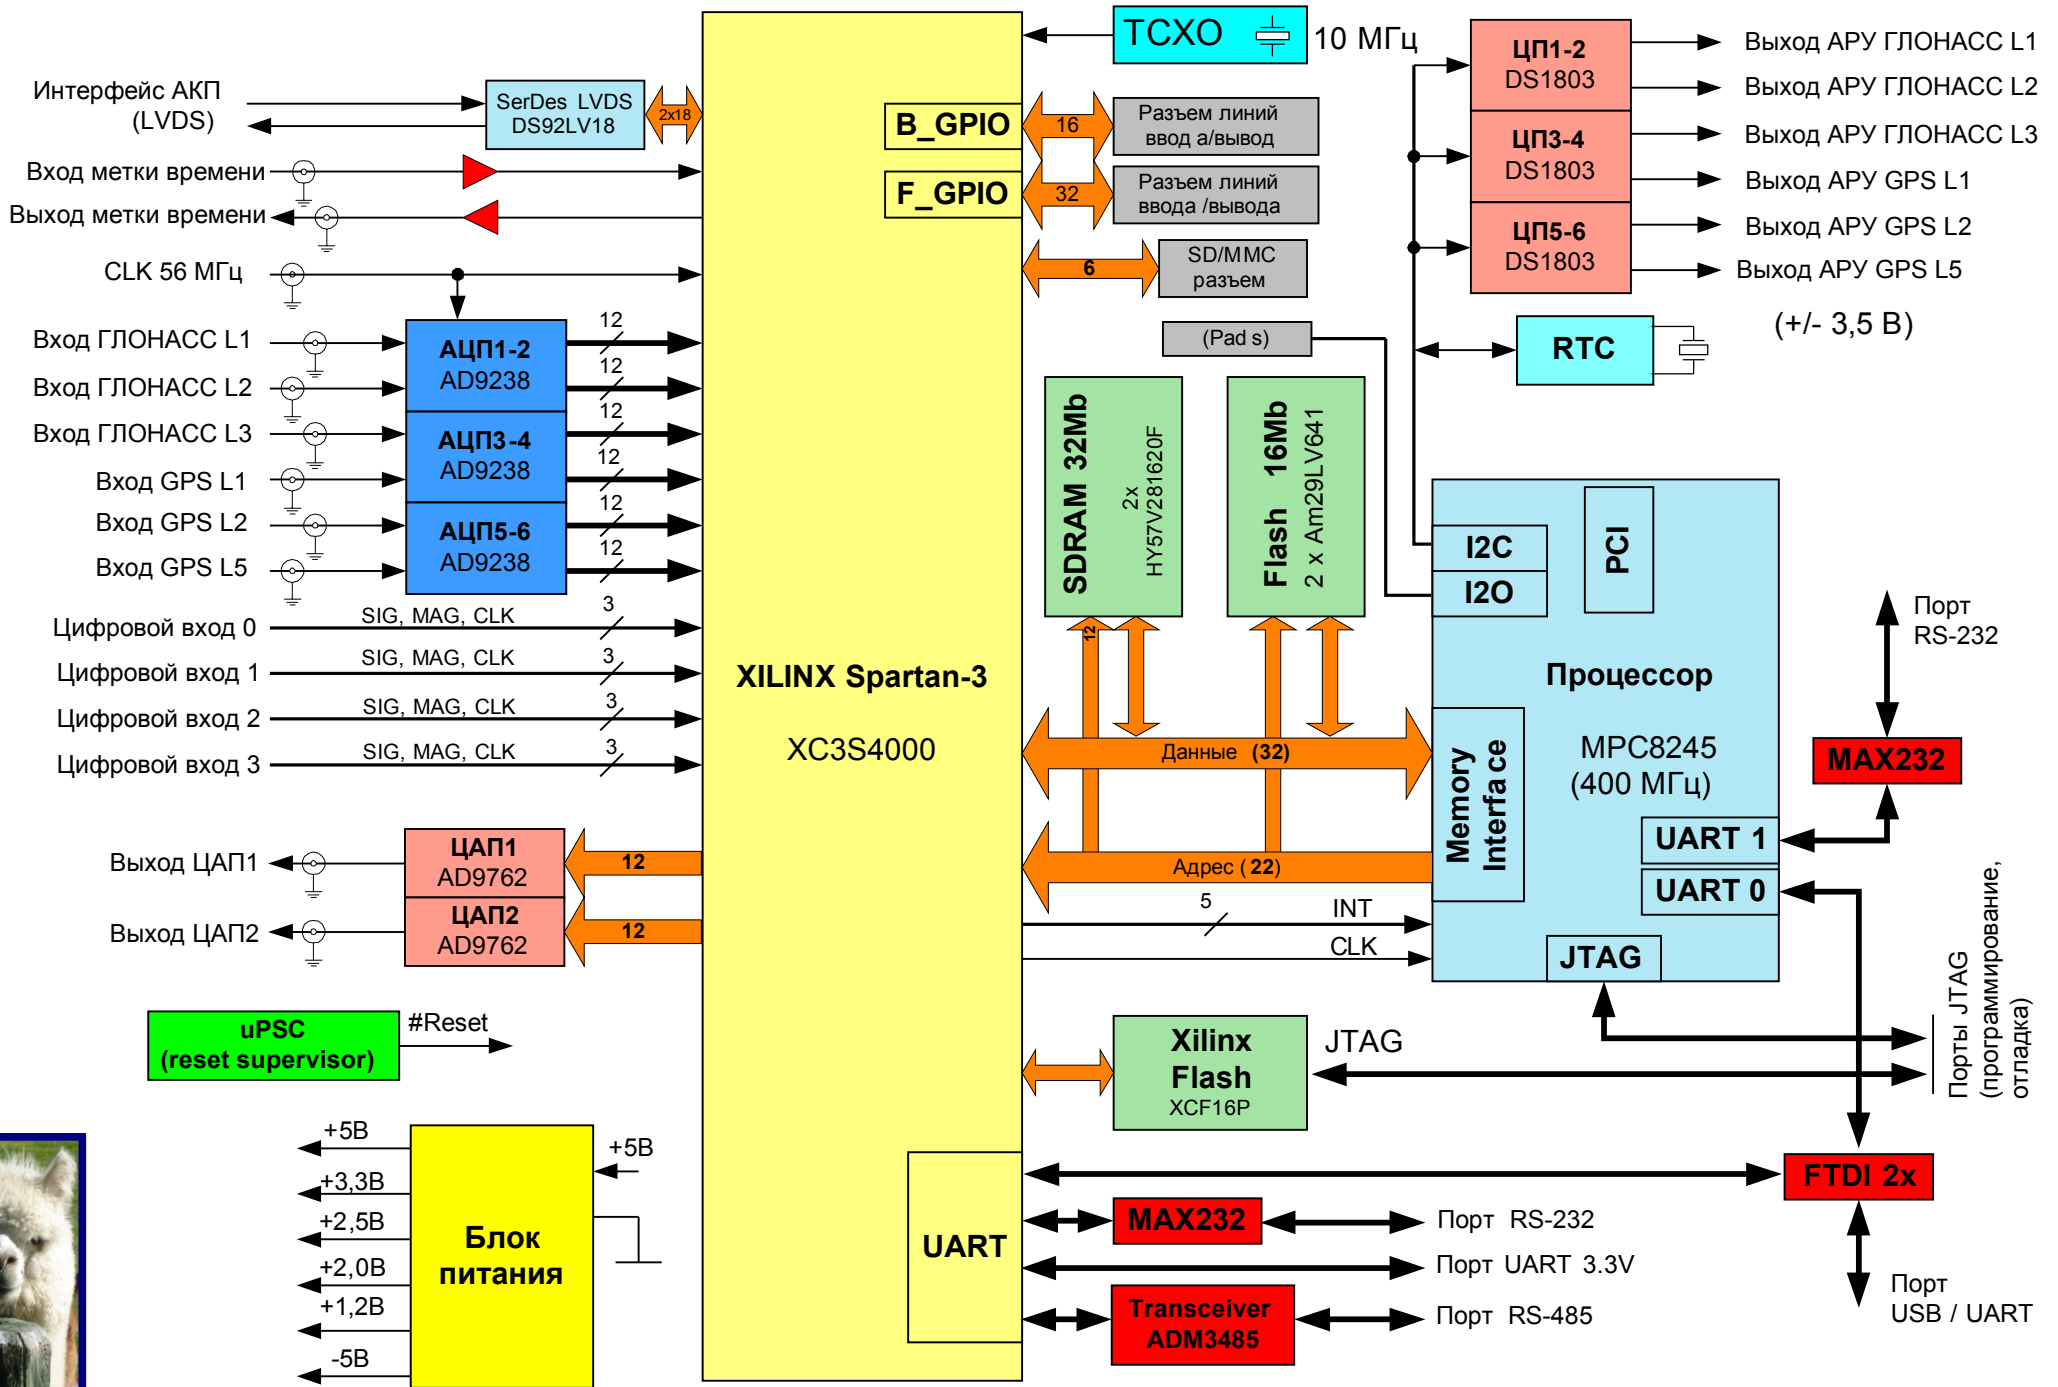 Интерфейс АКП
(LVDS)
SerDes LVDS
DS92LV18
2x18
Вход метки времени
Выход метки времени
CLK 56 МГц
Вход ГЛОНАСС L1
Вход ГЛОНАСС L2
Вход ГЛОНАСС L3
Вход GPS L1
Вход GPS L2
Вход GPS L5
АЦП1-2
AD9238
АЦП3-4
AD9238
АЦП5-6
AD9238
12
12
12
12
12
12
Цифровой вход 0
SIG, MAG, CLK
3
Цифровой вход 1
SIG, MAG, CLK
3
Цифровой вход 2
SIG, MAG, CLK
3
Цифровой вход 3
SIG, MAG, CLK
3
Выход ЦАП1
ЦАП1
AD9762
12
Выход ЦАП2
ЦАП2
AD9762
12
uPSC
(reset supervisor)
#Reset
+5В
+3,3В
+2,5В
+2,0В
+1,2В
-5В
Блок
питания
+5В
XILINX Spartan-3
XC3S4000
B_GPIO
F_GPIO
UART
TCXO
10 МГц
16
Разъем линий
ввод а/вывод
32
Разъем линий
ввода /вывода
6
SD/MMC
разъем
(Pad s)
SDRAM 32Mb
2x
HY57V281620F
Flash 16Mb
2 x Am29LV641
12
Данные (32)
Адрес ( 22)
5
INT
CLK
Xilinx
Flash
XCF16P
JTAG
ЦП1-2
DS1803
ЦП3-4
DS1803
ЦП5-6
DS1803
Выход АРУ ГЛОНАСС L1
Выход АРУ ГЛОНАСС L2
Выход АРУ ГЛОНАСС L3
Выход АРУ GPS L1
Выход АРУ GPS L2
Выход АРУ GPS L5
(+/- 3,5 В)
RTC
I2C
I2O
PCI
Процессор
MPC8245
(400 МГц)
Memory
Interfa ce
UART 1
UART 0
JTAG
Порт
RS-232
MAX232
Порты JTAG
(программирование,
отладка)
FTDI 2x
MAX232
Порт RS-232
Порт UART 3.3V
Transceiver
ADM3485
Порт RS-485
Порт
USB / UART